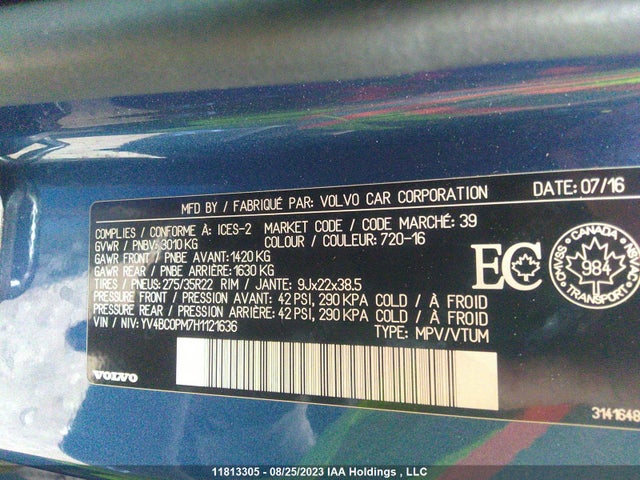 MFD BY / FABRIQUÉ PAR: VOLVO CAR CORPORATION DATE: 07/16
COMPLIES / CONFORME À: ICES-2 MARKET CODE / CODE MARCHÉ: 39
GVWR / PNBV: 3010 KG COLOUR / COULEUR: 720-16
GAWR FRONT / PNBE AVANT: 1420 KG
GAWR REAR / PNBE ARRIÈRE: 1630 KG
TIRES / PNEUS: 275/35R22 RIM / JANTE: 9Jx22x38.5
PRESSURE FRONT / PRESSION AVANT: 42 PSI, 290 KPA COLD / À FROID
PRESSURE REAR / PRESSION ARRIÈRE: 42 PSI, 290 KPA COLD / À FROID
VIN / NIV: YV4BC0PM7H1121636 TYPE: MPV/VTUM
EC
CANADA
CMVSS 984 NSVAC
TRANSPORT
VOLVO
3141648
11813305 - 08/25/2023 IAA Holdings , LLC